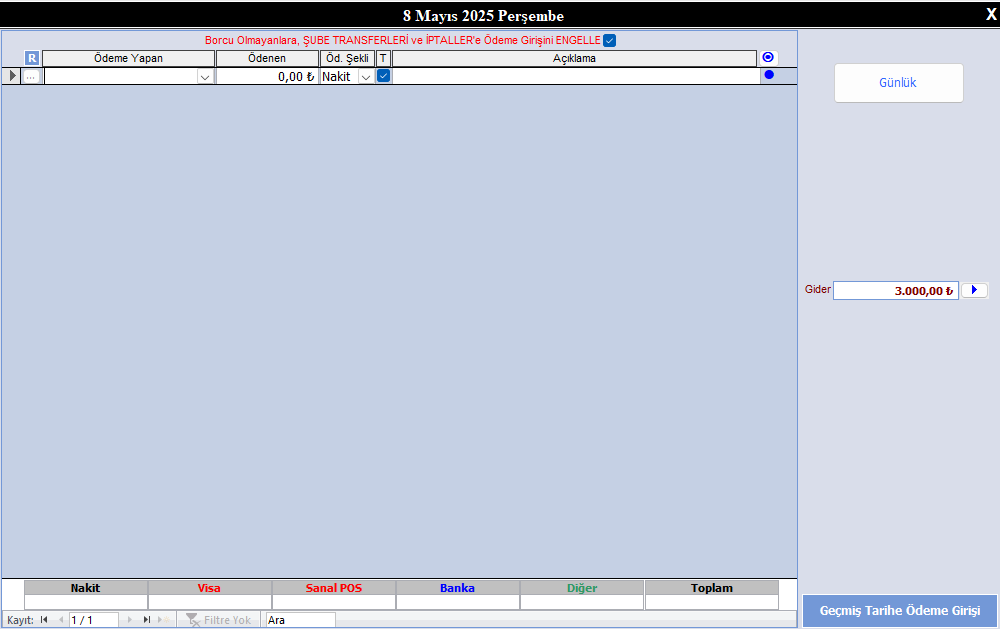 8 Mayıs 2025 Perşembe X
Borcu Olmayanlara, ŞUBE TRANSFERLERİ ve İPTALLER'e Ödeme Girişini ENGELLE
R Ödeme Yapan Ödenen Öd. Şekli T Açıklama
... 0,00 ₺ Nakit
Günlük
Gider 3.000,00 ₺
Nakit Visa Sanal POS Banka Diğer Toplam
Geçmiş Tarihe Ödeme Girişi
Kayıt: 1 / 1 Filtre Yok Ara